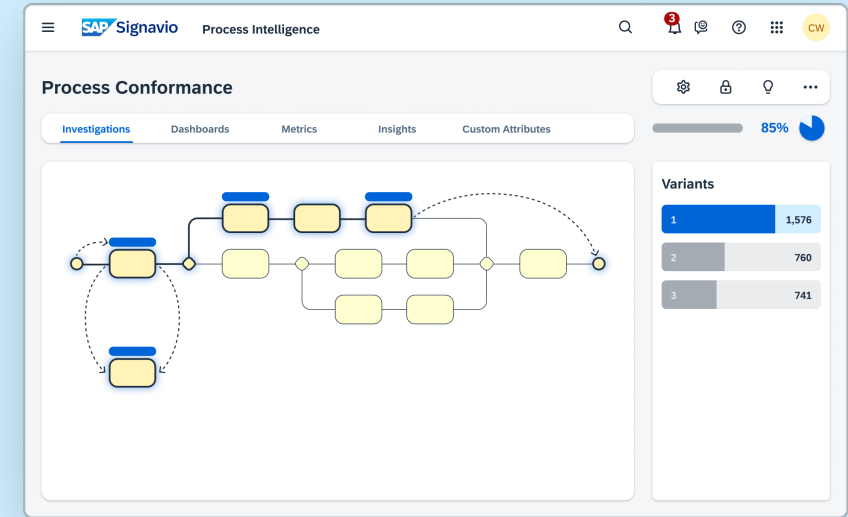 SAP Signavio
Process Intelligence
3
CW
Process Conformance
Investigations
Dashboards
Metrics
Insights
Custom Attributes
85%
Variants
1 1,576
2 760
3 741